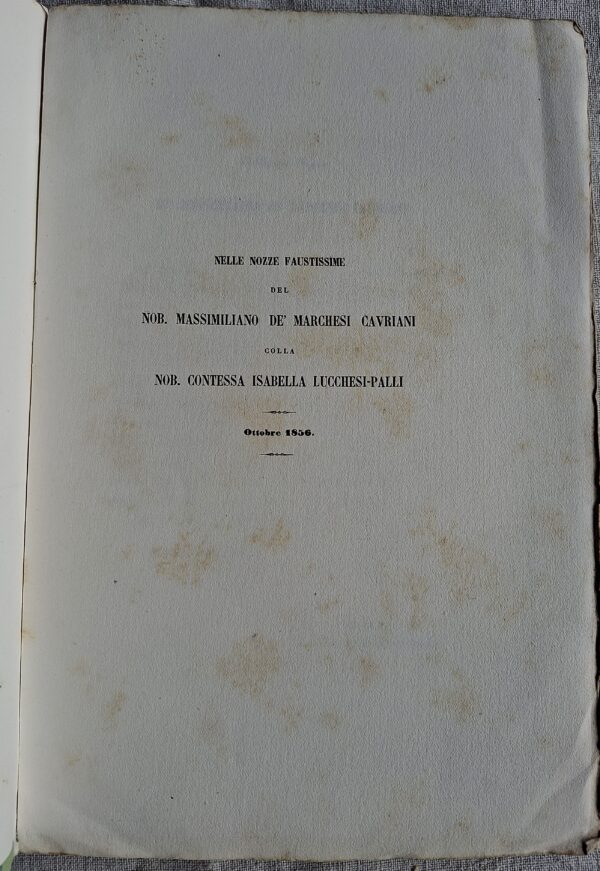 NELLE NOZZE FAUSTISSIME
DEL
NOB. MASSIMILIANO DE' MARCHESI CAVRIANI
COLLA
NOB. CONTESSA ISABELLA LUCCHESI-PALLI
Ottobre 1856.